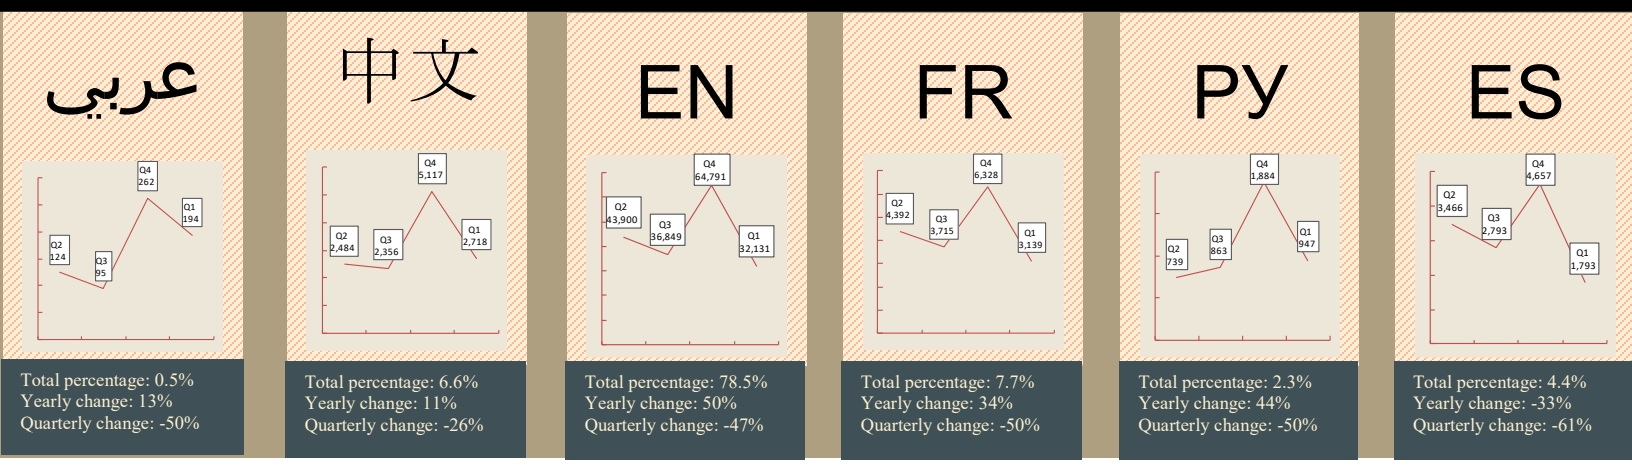 عربي
Q2
124
Q3
95
Q4
262
Q1
194
Total percentage: 0.5%
Yearly change: 13%
Quarterly change: -50%
中文
Q2
2,484
Q3
2,356
Q4
5,117
Q1
2,718
Total percentage: 6.6%
Yearly change: 11%
Quarterly change: -26%
EN
Q2
43,900
Q3
36,849
Q4
64,791
Q1
32,131
Total percentage: 78.5%
Yearly change: 50%
Quarterly change: -47%
FR
Q2
4,392
Q3
3,715
Q4
6,328
Q1
3,139
Total percentage: 7.7%
Yearly change: 34%
Quarterly change: -50%
РУ
Q2
739
Q3
863
Q4
1,884
Q1
947
Total percentage: 2.3%
Yearly change: 44%
Quarterly change: -50%
ES
Q2
3,466
Q3
2,793
Q4
4,657
Q1
1,793
Total percentage: 4.4%
Yearly change: -33%
Quarterly change: -61%